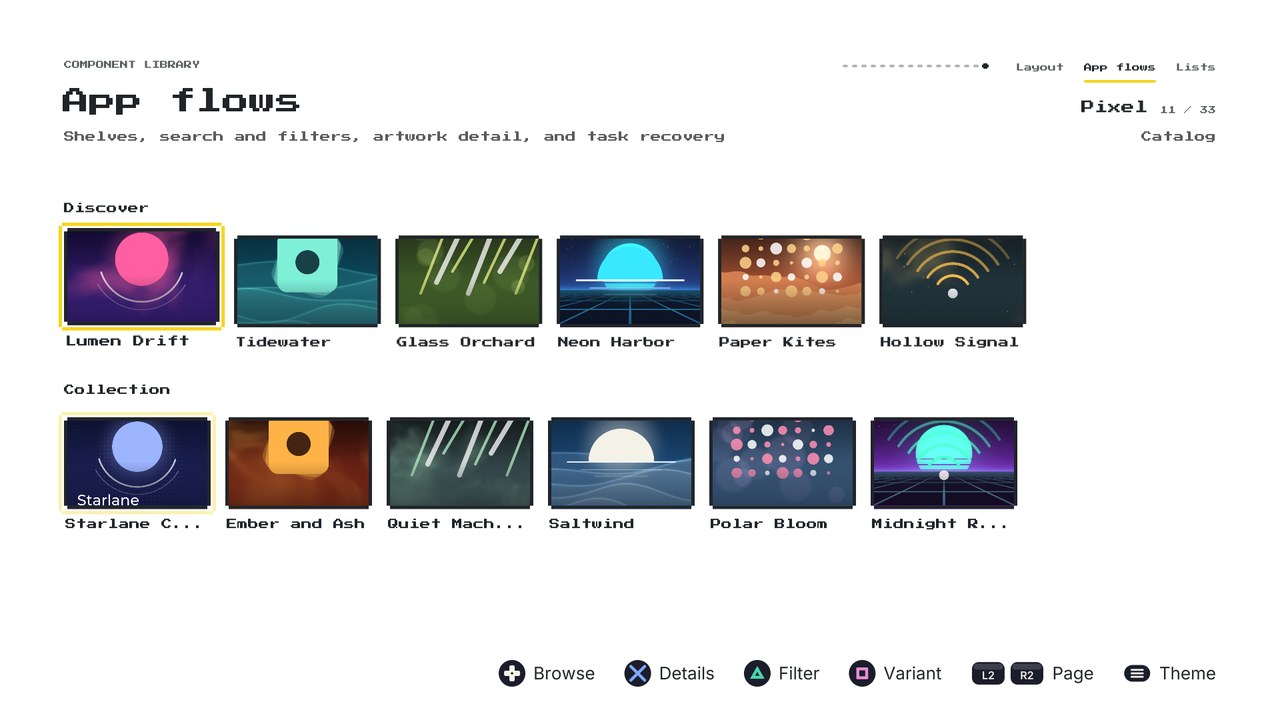 COMPONENT LIBRARY
Layout App flows Lists
App flows
Pixel 11 / 33
Shelves, search and filters, artwork detail, and task recovery
Catalog
Discover
Lumen Drift Tidewater Glass Orchard Neon Harbor Paper Kites Hollow Signal
Collection
Starlane
Starlane C... Ember and Ash Quiet Mach... Saltwind Polar Bloom Midnight R...
Browse Details Filter Variant L2 R2 Page Theme